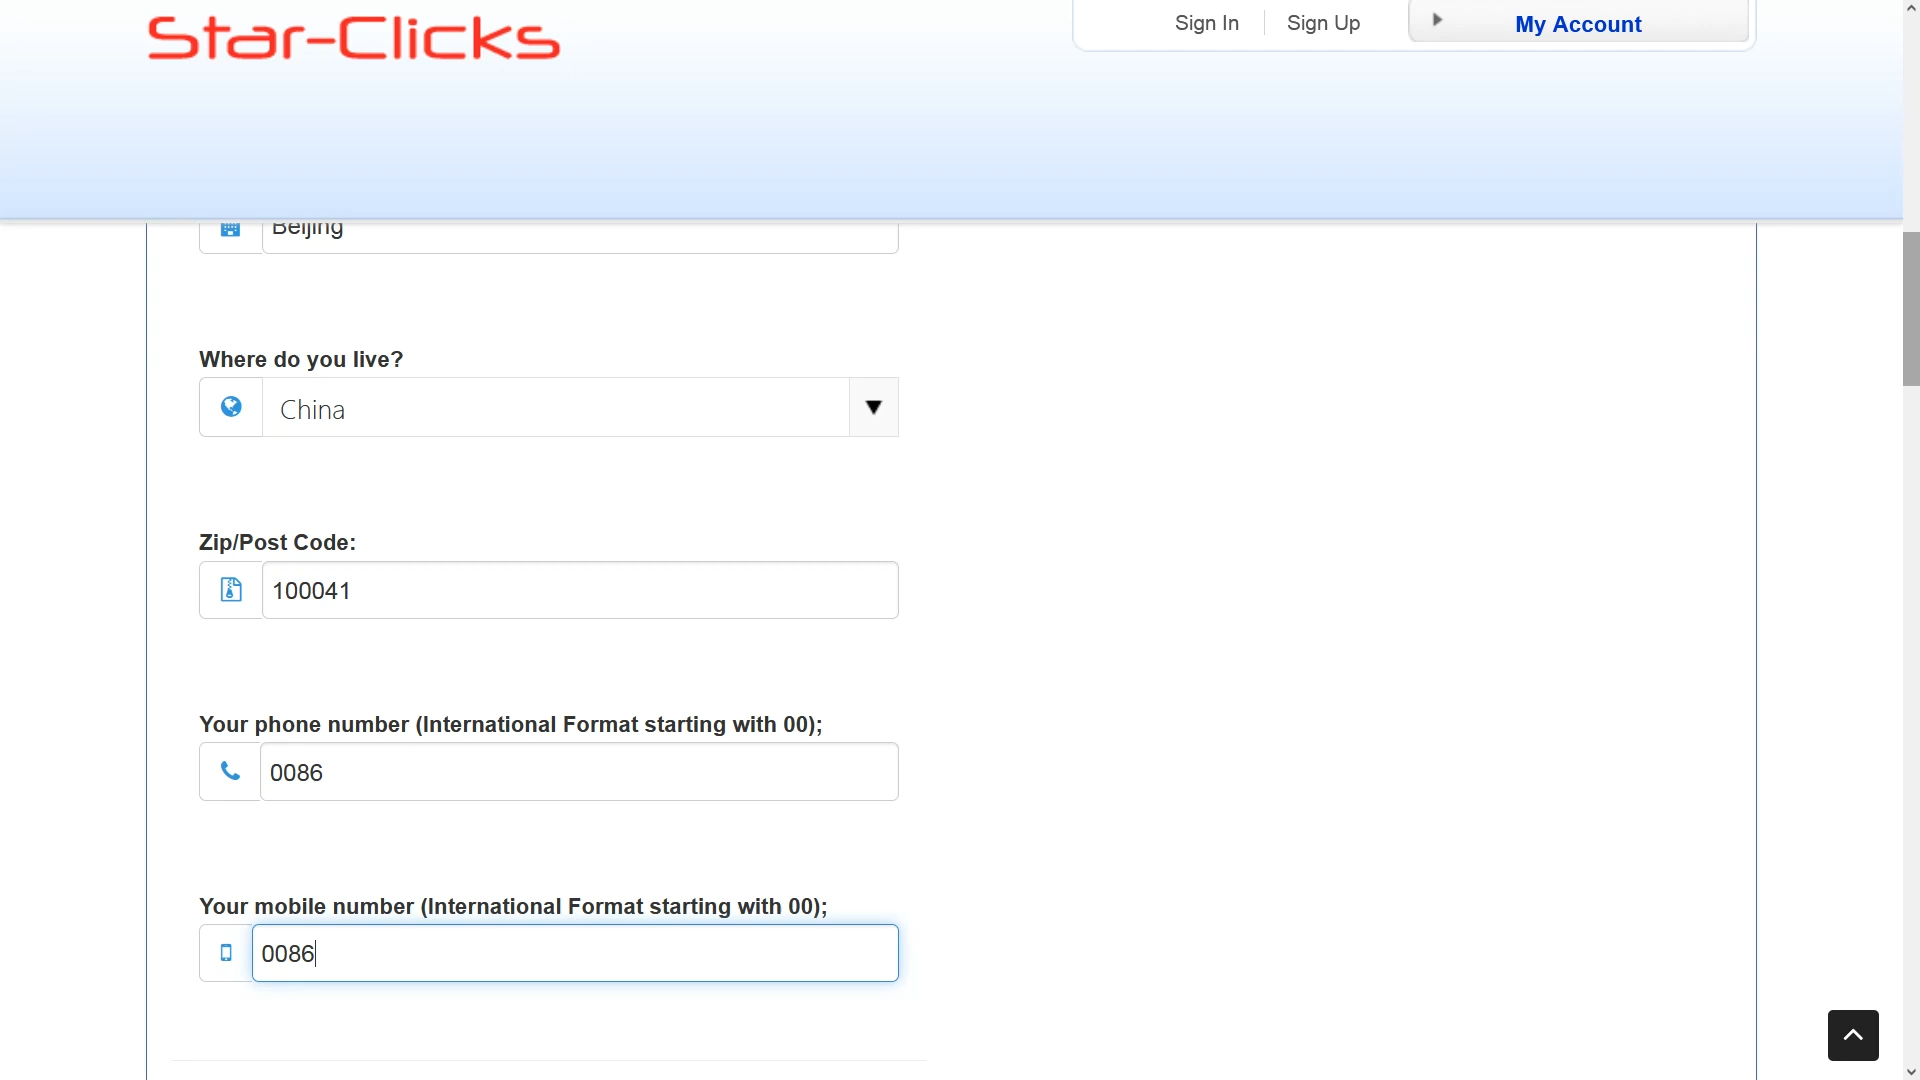 Star-Clicks
Sign In
Sign Up
My Account
Beijing
Where do you live?
China
Zip/Post Code:
100041
Your phone number (International Format starting with 00);
0086
Your mobile number (International Format starting with 00);
0086